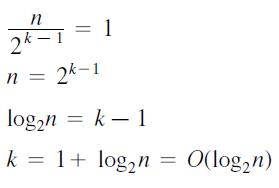 n / 2^(k – 1) = 1
n = 2^(k–1)
log₂n = k – 1
k = 1+ log₂n = O(log₂n)